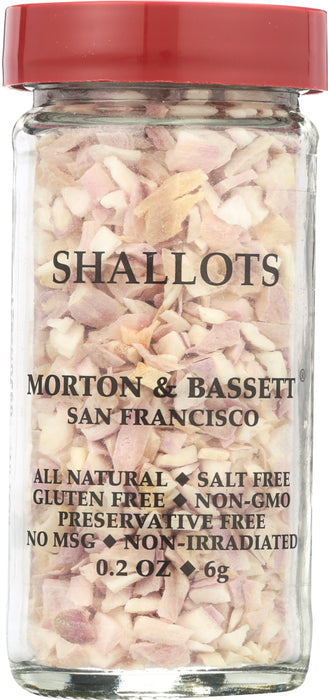 SHALLOTS
MORTON & BASSETT®
SAN FRANCISCO
ALL NATURAL ◆ SALT FREE
GLUTEN FREE ◆ NON-GMO
PRESERVATIVE FREE
NO MSG ◆ NON-IRRADIATED
0.2 OZ ◆ 6g